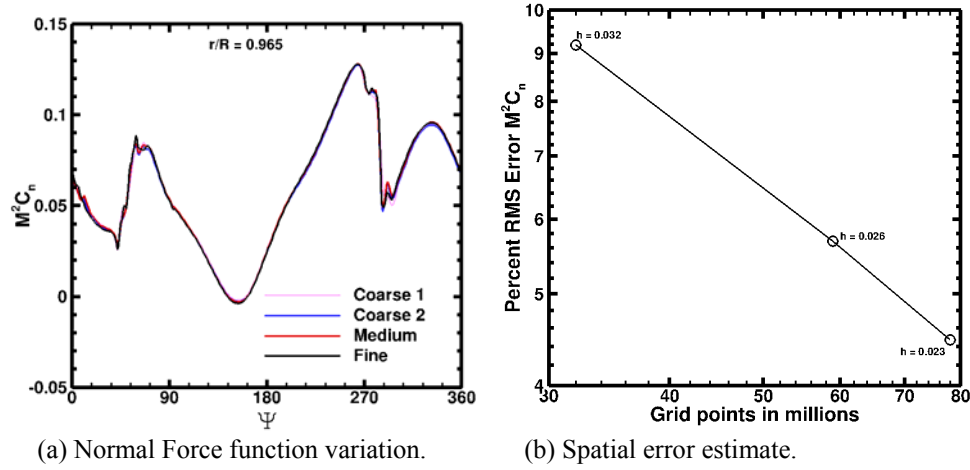 0.15
0.1
0.05
0
-0.05
M²Cₙ
r/R = 0.965
Coarse 1
Coarse 2
Medium
Fine
0
90
180
270
360
Ψ
(a) Normal Force function variation.
10
9
8
7
6
5
4
Percent RMS Error M²Cₙ
h = 0.032
h = 0.026
h = 0.023
30
40
50
60
70
80
Grid points in millions
(b) Spatial error estimate.